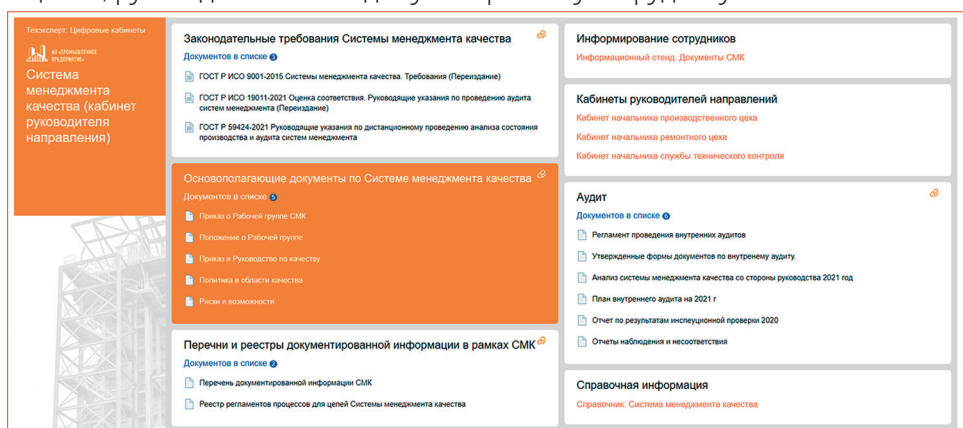 Техэксперт: Цифровые кабинеты
АО «ПРОМЫШЛЕННОЕ
ПРЕДПРИЯТИЕ»
Система
менеджмента
качества (кабинет
руководителя
направления)
Законодательные требования Системы менеджмента качества
Документов в списке 3
ГОСТ Р ИСО 9001-2015 Системы менеджмента качества. Требования (Переиздание)
ГОСТ Р ИСО 19011-2021 Оценка соответствия. Руководящие указания по проведению аудита
систем менеджмента (Переиздание)
ГОСТ Р 59424-2021 Руководящие указания по дистанционному проведению анализа состояния
производства и аудита систем менеджмента
Основополагающие документы по Системе менеджмента качества
Документов в списке 5
Приказ о Рабочей группе СМК
Положение о Рабочей группе
Приказ и Руководство по качеству
Политика в области качества
Риски и возможности
Перечни и реестры документированной информации в рамках СМК
Документов в списке 2
Перечень документированной информации СМК
Реестр регламентов процессов для целей Системы менеджмента качества
Информирование сотрудников
Информационный стенд. Документы СМК
Кабинеты руководителей направлений
Кабинет начальника производственного цеха
Кабинет начальника ремонтного цеха
Кабинет начальника службы технического контроля
Аудит
Документов в списке 6
Регламент проведения внутренних аудитов
Утвержденные формы документов по внутренему аудиту.
Анализ системы менеджмента качества со стороны руководства 2021 год
План внутреннего аудита на 2021 г
Отчет по результатам инспеуционной проверки 2020
Отчеты наблюдения и несоответствия
Справочная информация
Справочник: Система менеджмента качества